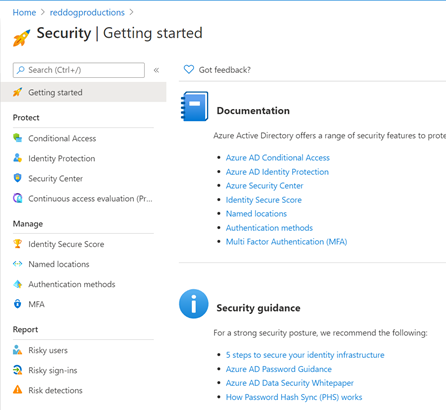 Home > reddogproductions >
Security | Getting started
Search (Ctrl+/)
«
Getting started
Protect
Conditional Access
Identity Protection
Security Center
Continuous access evaluation (Pr...
Manage
Identity Secure Score
Named locations
Authentication methods
MFA
Report
Risky users
Risky sign-ins
Risk detections
Got feedback?
Documentation
Azure Active Directory offers a range of security features to prote
• Azure AD Conditional Access
• Azure AD Identity Protection
• Azure Security Center
• Identity Secure Score
• Named locations
• Authentication methods
• Multi Factor Authentication (MFA)
Security guidance
For a strong security posture, we recommend the following:
• 5 steps to secure your identity infrastructure
• Azure AD Password Guidance
• Azure AD Data Security Whitepaper
• How Password Hash Sync (PHS) works